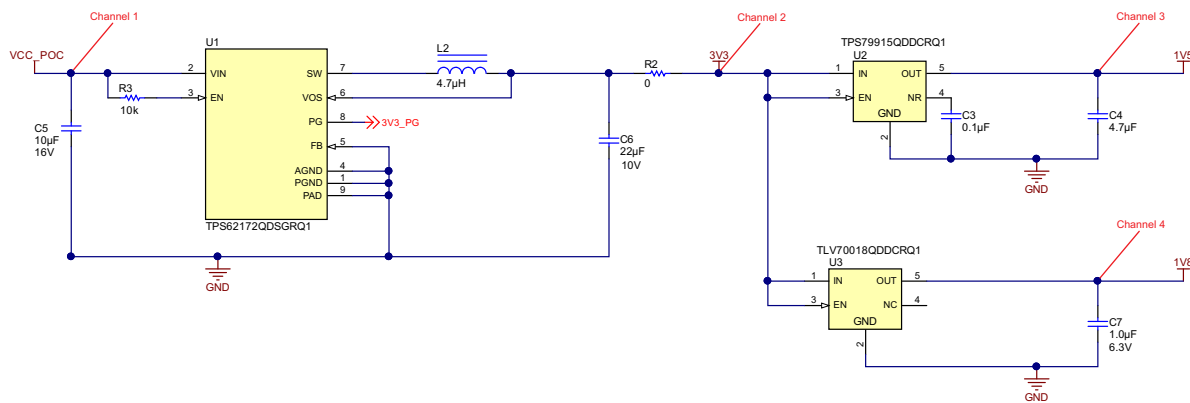 Channel 1
VCC_POC
R3
10k
C5
10µF
16V
U1
2
VIN
3
EN
SW
7
VOS
6
PG
8
3V3_PG
FB
5
AGND
4
PGND
1
PAD
9
TPS62172QDSGRQ1
GND
L2
4.7µH
C6
22µF
10V
R2
0
Channel 2
3V3
TPS79915QDDCRQ1
U2
1
IN
3
EN
OUT
5
NR
4
GND
2
C3
0.1µF
Channel 3
1V5
C4
4.7µF
GND
TLV70018QDDCRQ1
U3
1
IN
3
EN
OUT
5
NC
4
GND
2
Channel 4
1V8
C7
1.0µF
6.3V
GND